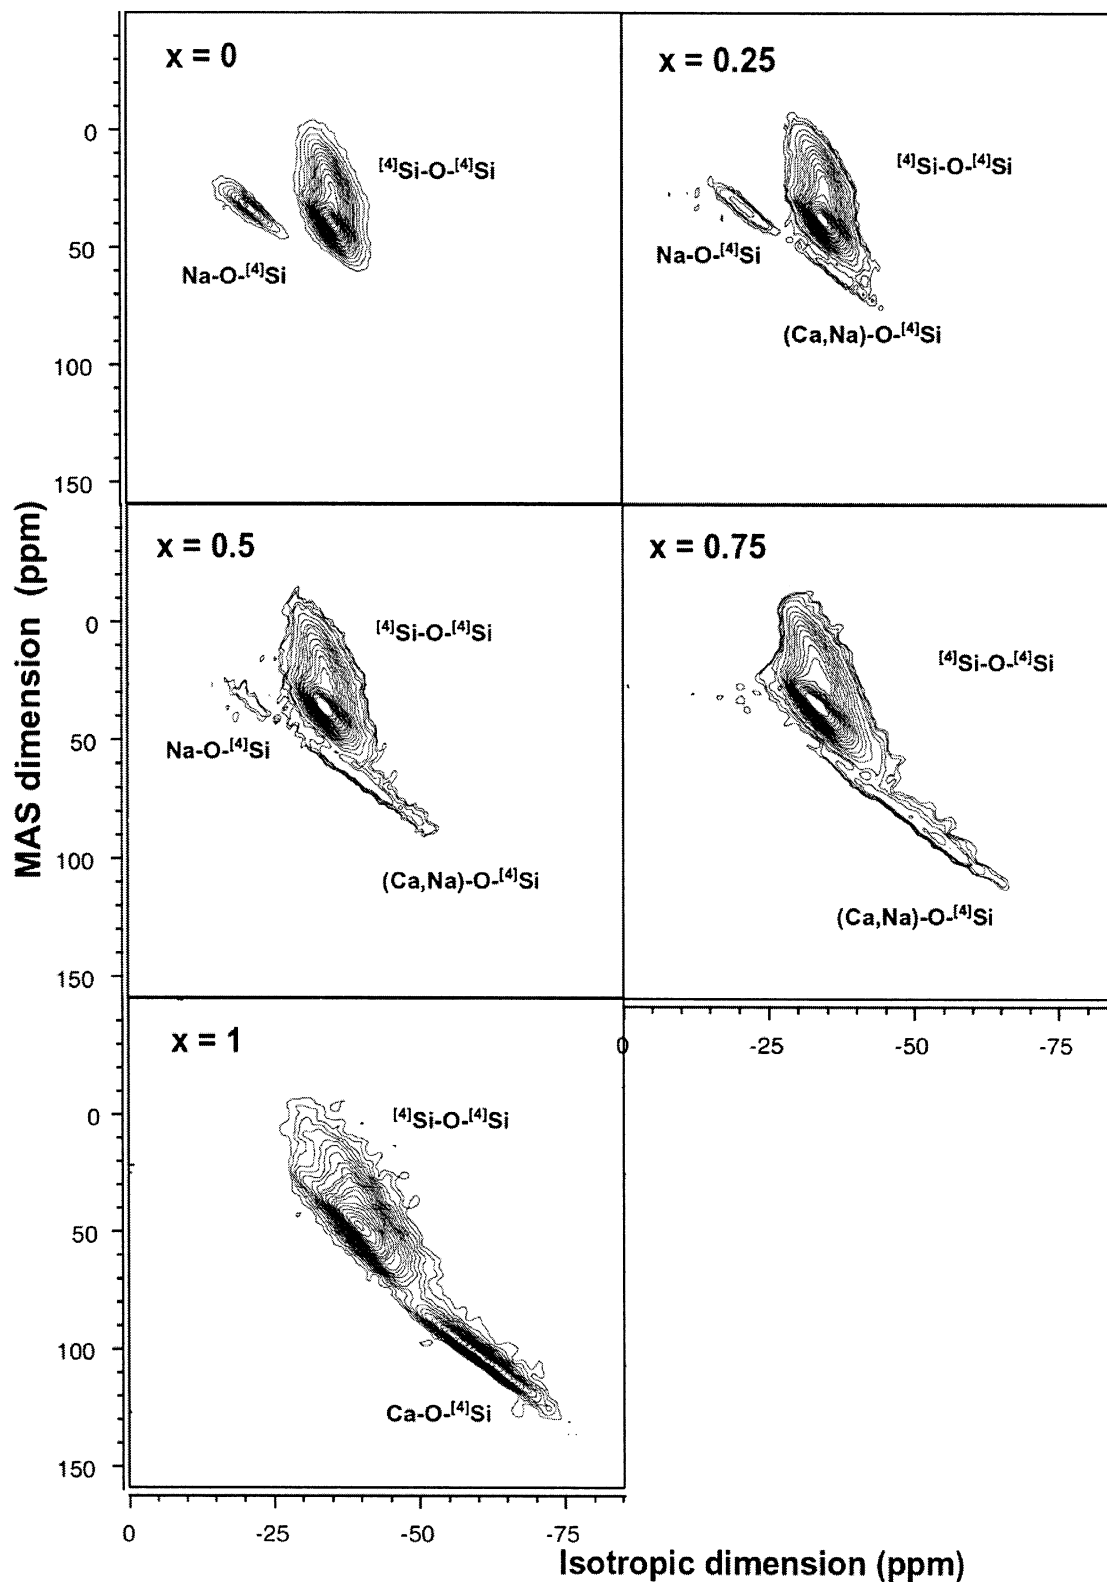 x = 0
0
50
100
150
[4]Si-O-[4]Si
Na-O-[4]Si
x = 0.25
[4]Si-O-[4]Si
Na-O-[4]Si
(Ca,Na)-O-[4]Si
MAS dimension (ppm)
x = 0.5
0
50
100
150
[4]Si-O-[4]Si
Na-O-[4]Si
(Ca,Na)-O-[4]Si
x = 0.75
[4]Si-O-[4]Si
(Ca,Na)-O-[4]Si
0 -25 -50 -75
x = 1
0
50
100
150
[4]Si-O-[4]Si
Ca-O-[4]Si
0 -25 -50 -75
Isotropic dimension (ppm)